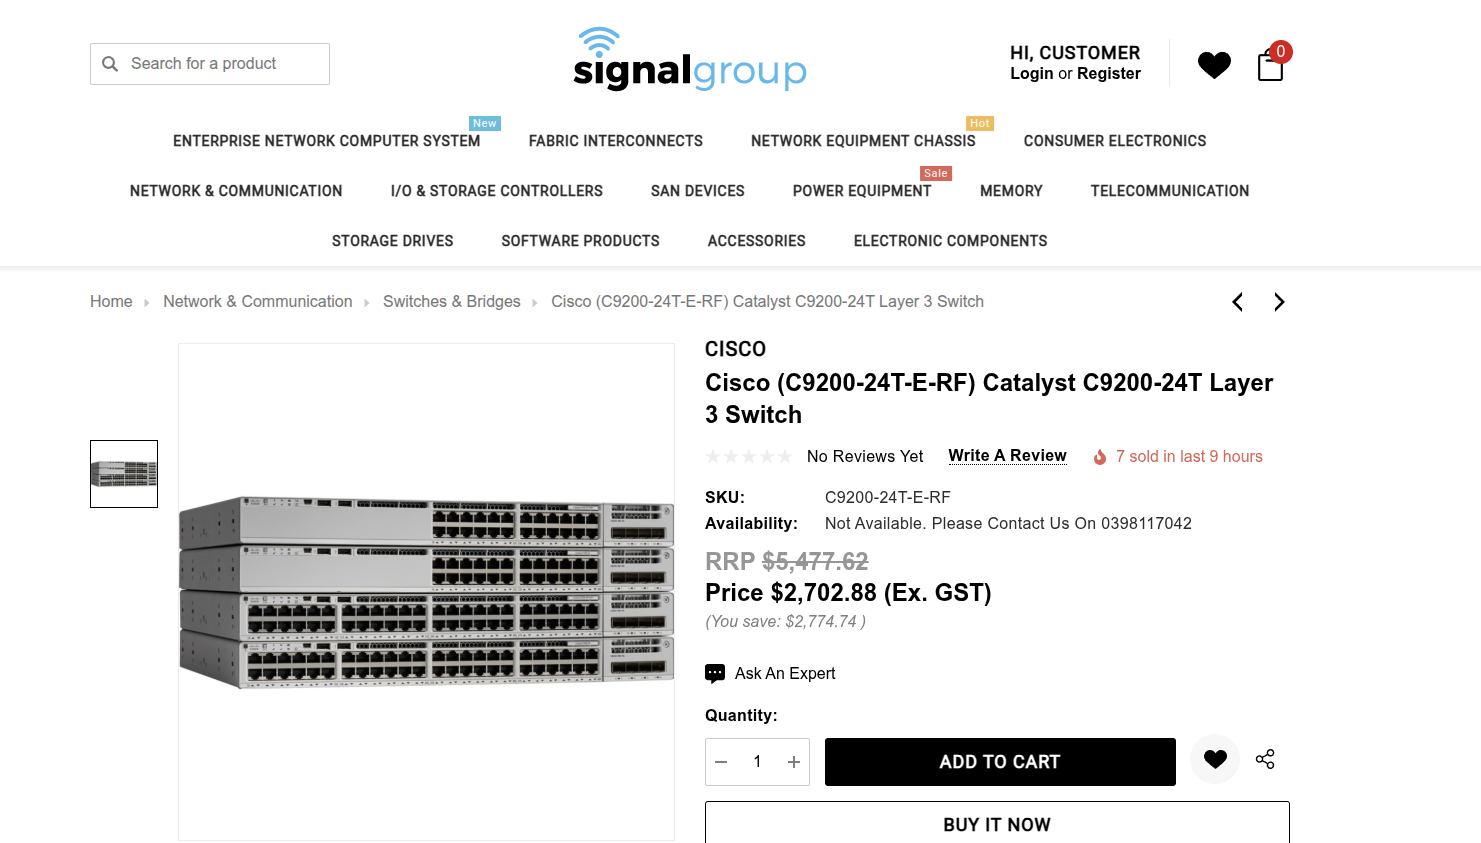 Search for a product
signalgroup
HI, CUSTOMER
Login or Register
0
New
Hot
ENTERPRISE NETWORK COMPUTER SYSTEM FABRIC INTERCONNECTS NETWORK EQUIPMENT CHASSIS CONSUMER ELECTRONICS
Sale
NETWORK & COMMUNICATION I/O & STORAGE CONTROLLERS SAN DEVICES POWER EQUIPMENT MEMORY TELECOMMUNICATION
STORAGE DRIVES SOFTWARE PRODUCTS ACCESSORIES ELECTRONIC COMPONENTS
Home Network & Communication Switches & Bridges Cisco (C9200-24T-E-RF) Catalyst C9200-24T Layer 3 Switch
CISCO
Cisco (C9200-24T-E-RF) Catalyst C9200-24T Layer
3 Switch
No Reviews Yet Write A Review 7 sold in last 9 hours
SKU: C9200-24T-E-RF
Availability: Not Available. Please Contact Us On 0398117042
RRP $5,477.62
Price $2,702.88 (Ex. GST)
(You save: $2,774.74 )
Ask An Expert
Quantity:
1
ADD TO CART
BUY IT NOW